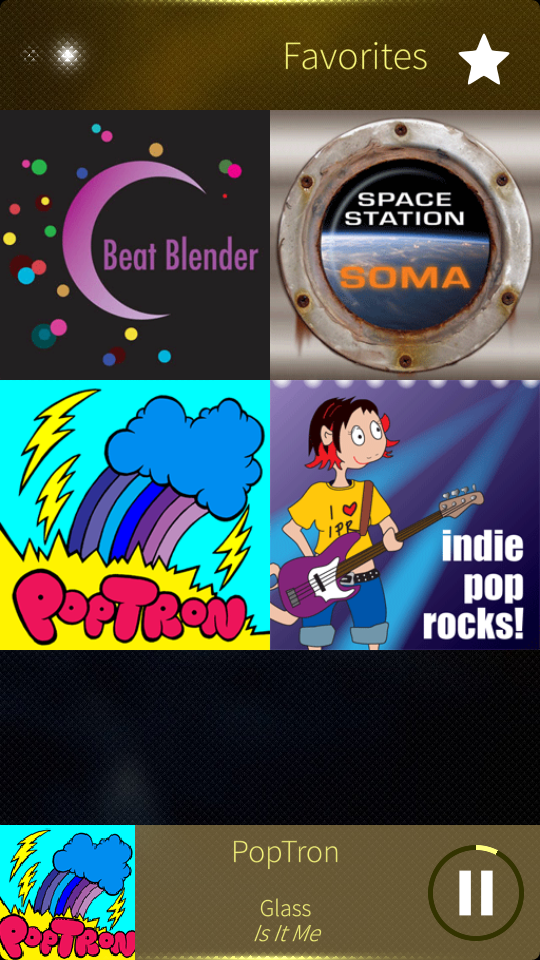 Favorites
Beat Blender
SPACE
STATION
SOMA
POPTRON
I ♥
IPR
indie
pop
rocks!
POPTRON
PopTron
Glass
Is It Me